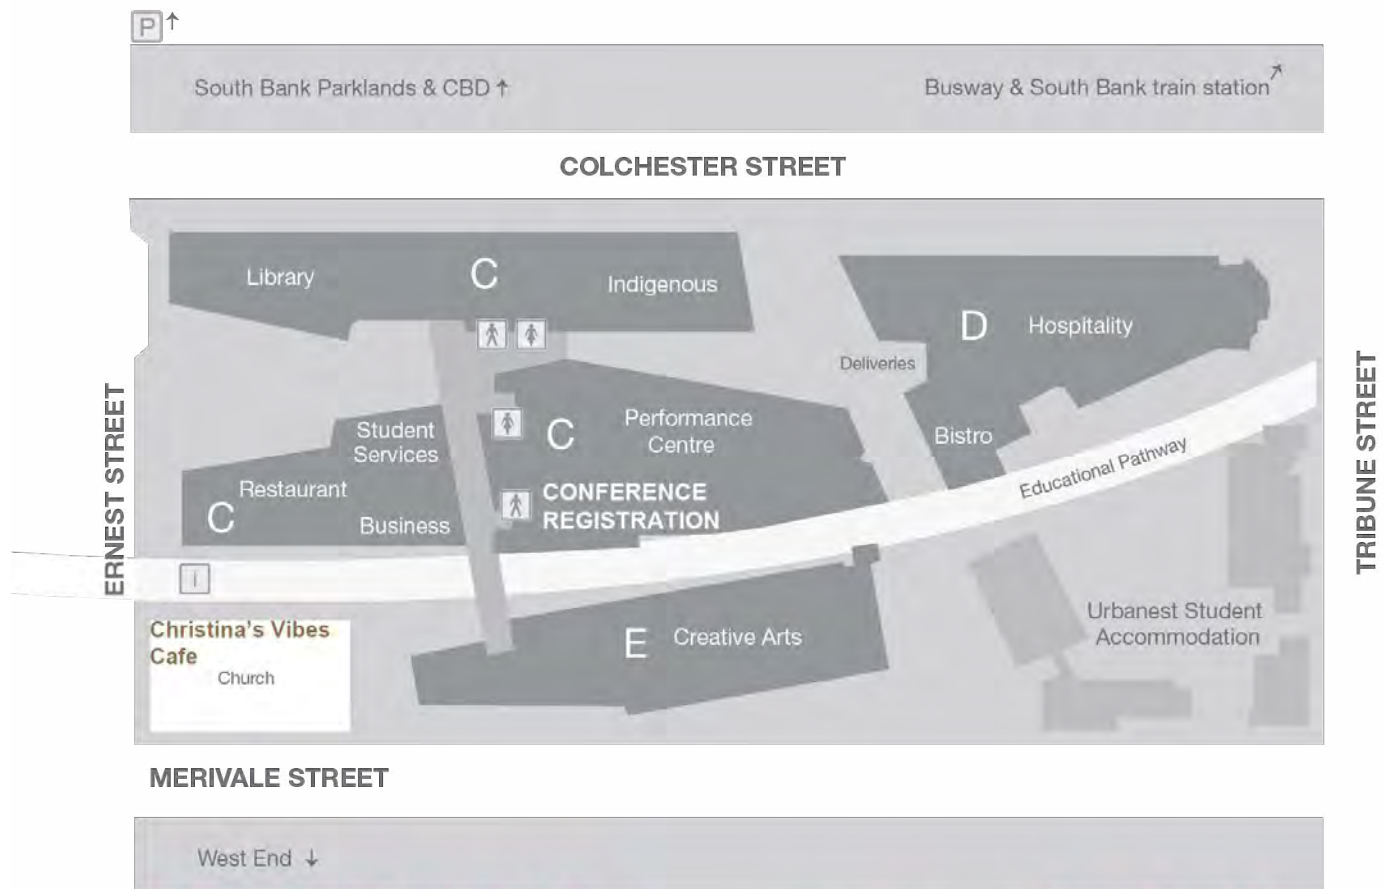 P ↑
South Bank Parklands & CBD ↑
Busway & South Bank train station ↗
COLCHESTER STREET
Library
C
Indigenous
D
Hospitality
Deliveries
Bistro
Student
Services
C
Performance
Centre
Restaurant
C
Business
CONFERENCE
REGISTRATION
Educational Pathway
ERNEST STREET
TRIBUNE STREET
i
Christina's Vibes
Cafe
Church
E
Creative Arts
Urbanest Student
Accommodation
MERIVALE STREET
West End ↓